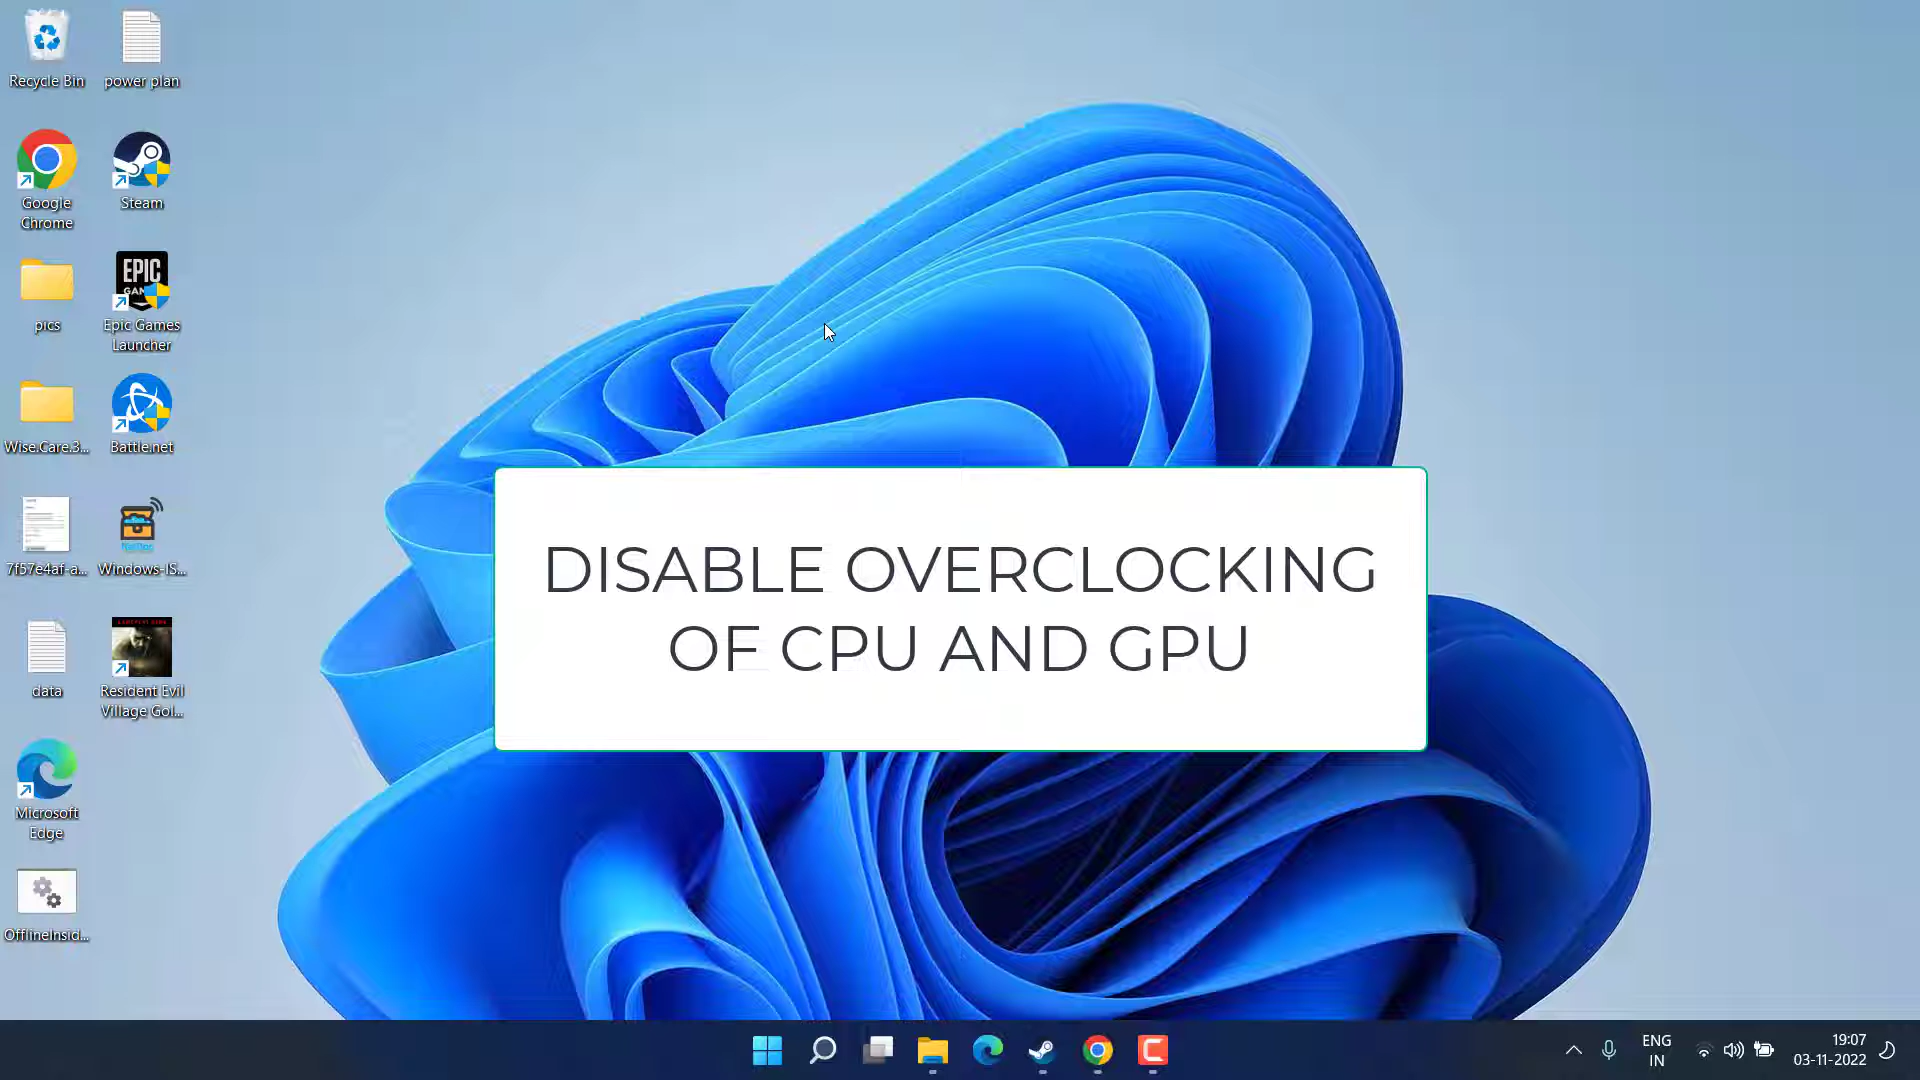 Recycle Bin
power plan
Google
Chrome
Steam
pics
EPIC
Epic Games
Launcher
Wise.Care.3...
Battle.net
7f57e4af-a...
Windows-IS...
data
Resident Evil
Village Gol...
Microsoft
Edge
OfflineInsid...
DISABLE OVERCLOCKING
OF CPU AND GPU
ENG
IN
19:07
03-11-2022